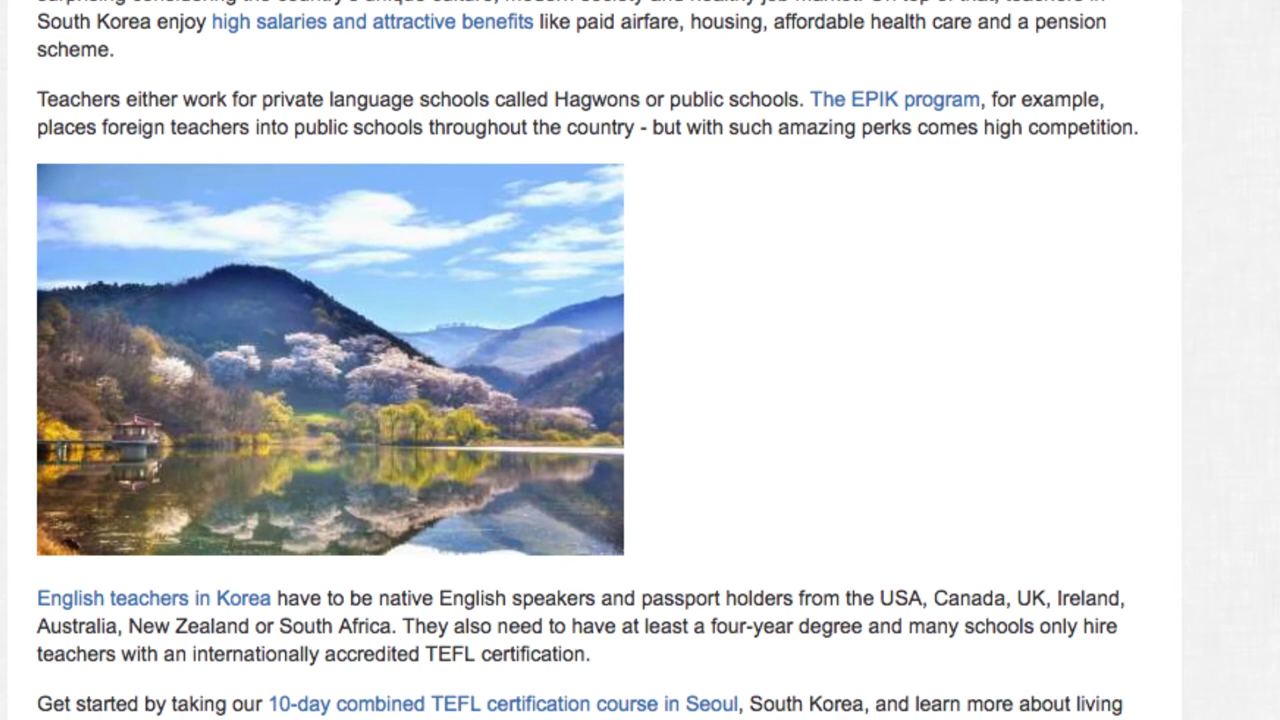 South Korea enjoy high salaries and attractive benefits like paid airfare, housing, affordable health care and a pension
scheme.
Teachers either work for private language schools called Hagwons or public schools. The EPIK program, for example,
places foreign teachers into public schools throughout the country - but with such amazing perks comes high competition.
English teachers in Korea have to be native English speakers and passport holders from the USA, Canada, UK, Ireland,
Australia, New Zealand or South Africa. They also need to have at least a four-year degree and many schools only hire
teachers with an internationally accredited TEFL certification.
Get started by taking our 10-day combined TEFL certification course in Seoul, South Korea, and learn more about living